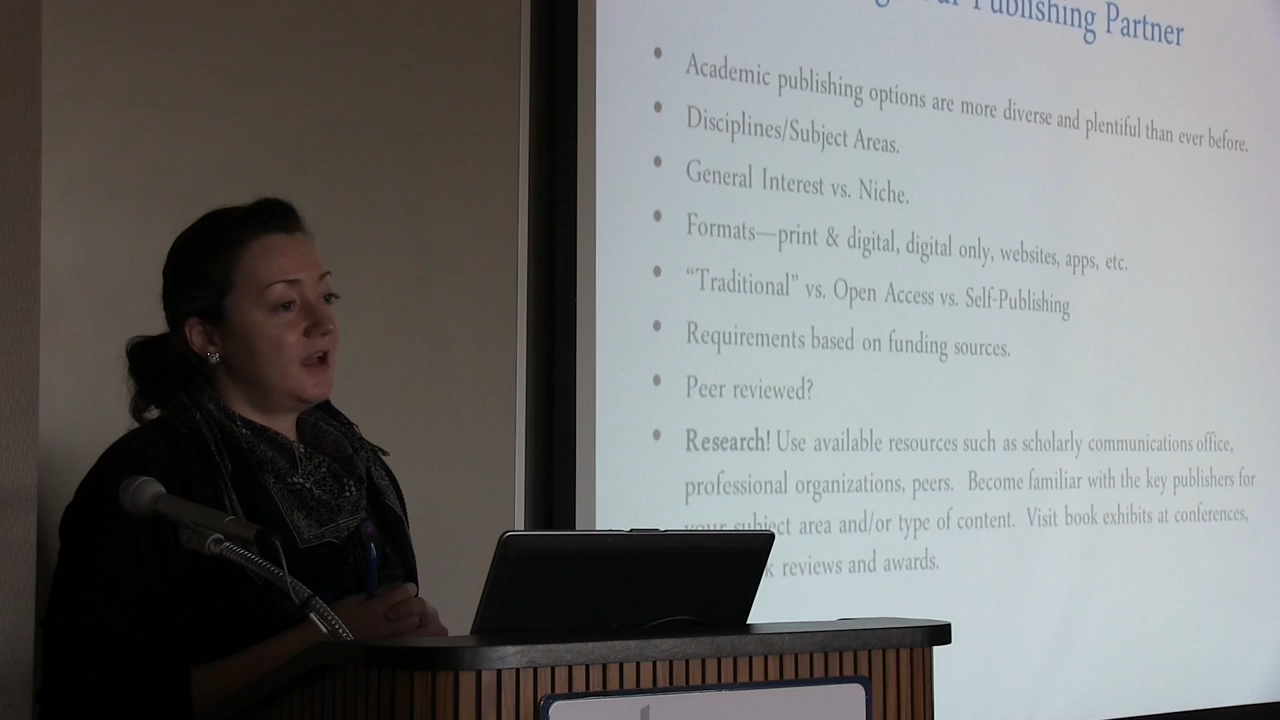 Publishing Partner
• Academic publishing options are more diverse and plentiful than ever before.
• Disciplines/Subject Areas.
• General Interest vs. Niche.
• Formats—print & digital, digital only, websites, apps, etc.
• “Traditional” vs. Open Access vs. Self-Publishing
• Requirements based on funding sources.
• Peer reviewed?
• Research! Use available resources such as scholarly communications office,
professional organizations, peers. Become familiar with the key publishers for
your subject area and/or type of content. Visit book exhibits at conferences,
reviews and awards.